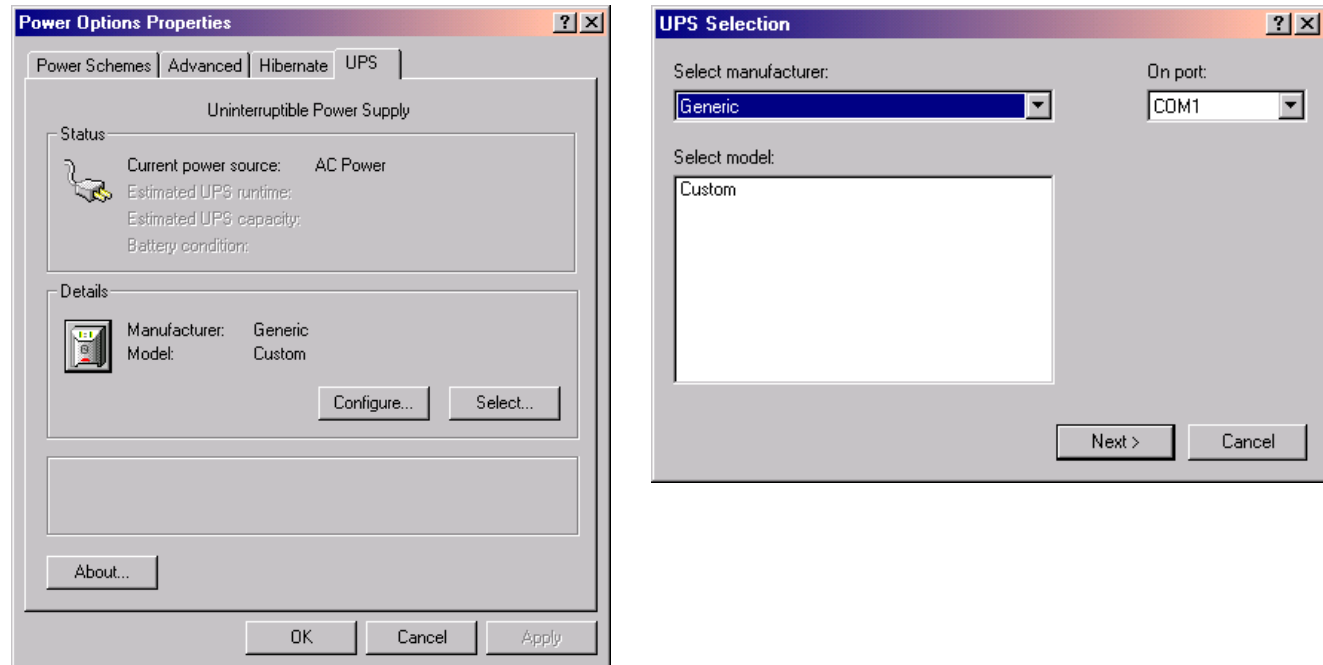 Power Options Properties
Power Schemes Advanced Hibernate UPS
Uninterruptible Power Supply
Status
Current power source: AC Power
Estimated UPS runtime:
Estimated UPS capacity:
Battery condition:
Details
Manufacturer: Generic
Model: Custom
Configure... Select...
About...
OK Cancel Apply
UPS Selection
Select manufacturer: On port:
Generic COM1
Select model:
Custom
Next > Cancel